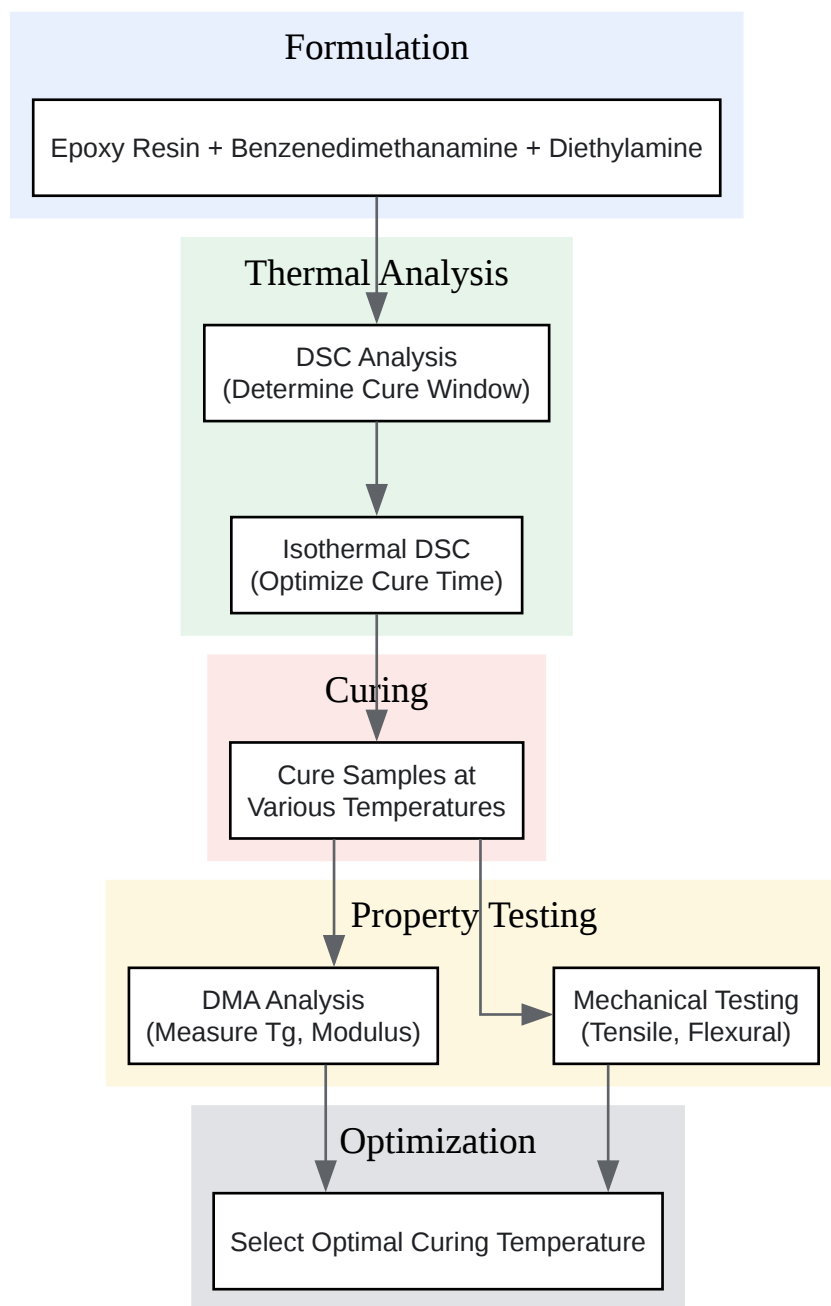 Formulation
Epoxy Resin + Benzenedimethanamine + Diethylamine
Thermal Analysis
DSC Analysis
(Determine Cure Window)
Isothermal DSC
(Optimize Cure Time)
Curing
Cure Samples at
Various Temperatures
Property Testing
DMA Analysis
(Measure Tg, Modulus)
Mechanical Testing
(Tensile, Flexural)
Optimization
Select Optimal Curing Temperature